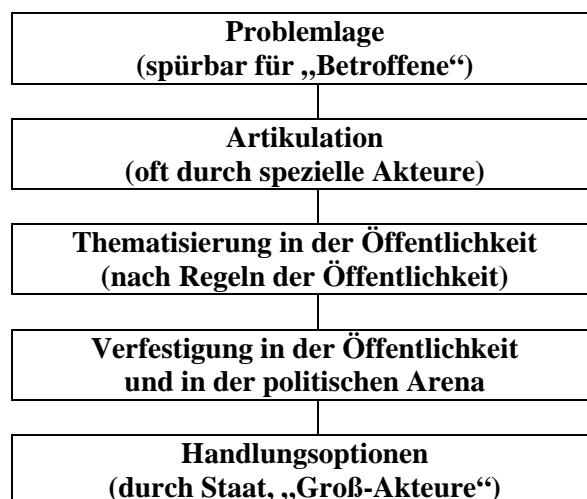 Problemlage
(spürbar für „Betroffene“)
Artikulation
(oft durch spezielle Akteure)
Thematisierung in der Öffentlichkeit
(nach Regeln der Öffentlichkeit)
Verfestigung in der Öffentlichkeit
und in der politischen Arena
Handlungsoptionen
(durch Staat, „Groß-Akteure“)